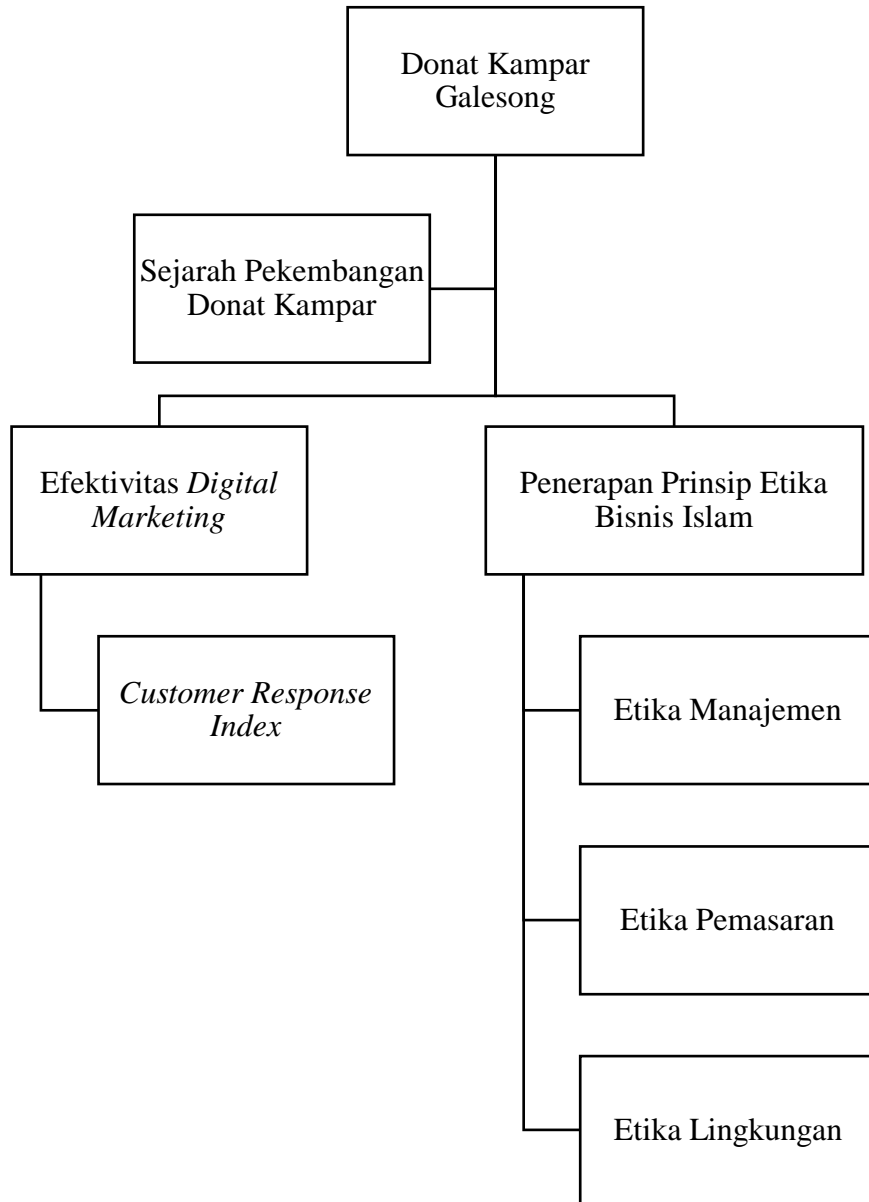 Donat Kampar
Galesong
Sejarah Pekembangan
Donat Kampar
Efektivitas Digital
Marketing
Penerapan Prinsip Etika
Bisnis Islam
Customer Response
Index
Etika Manajemen
Etika Pemasaran
Etika Lingkungan